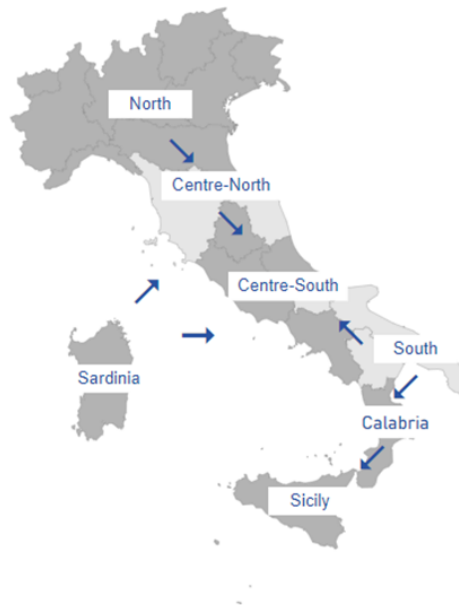 North
Centre-North
Centre-South
South
Sardinia
Calabria
Sicily